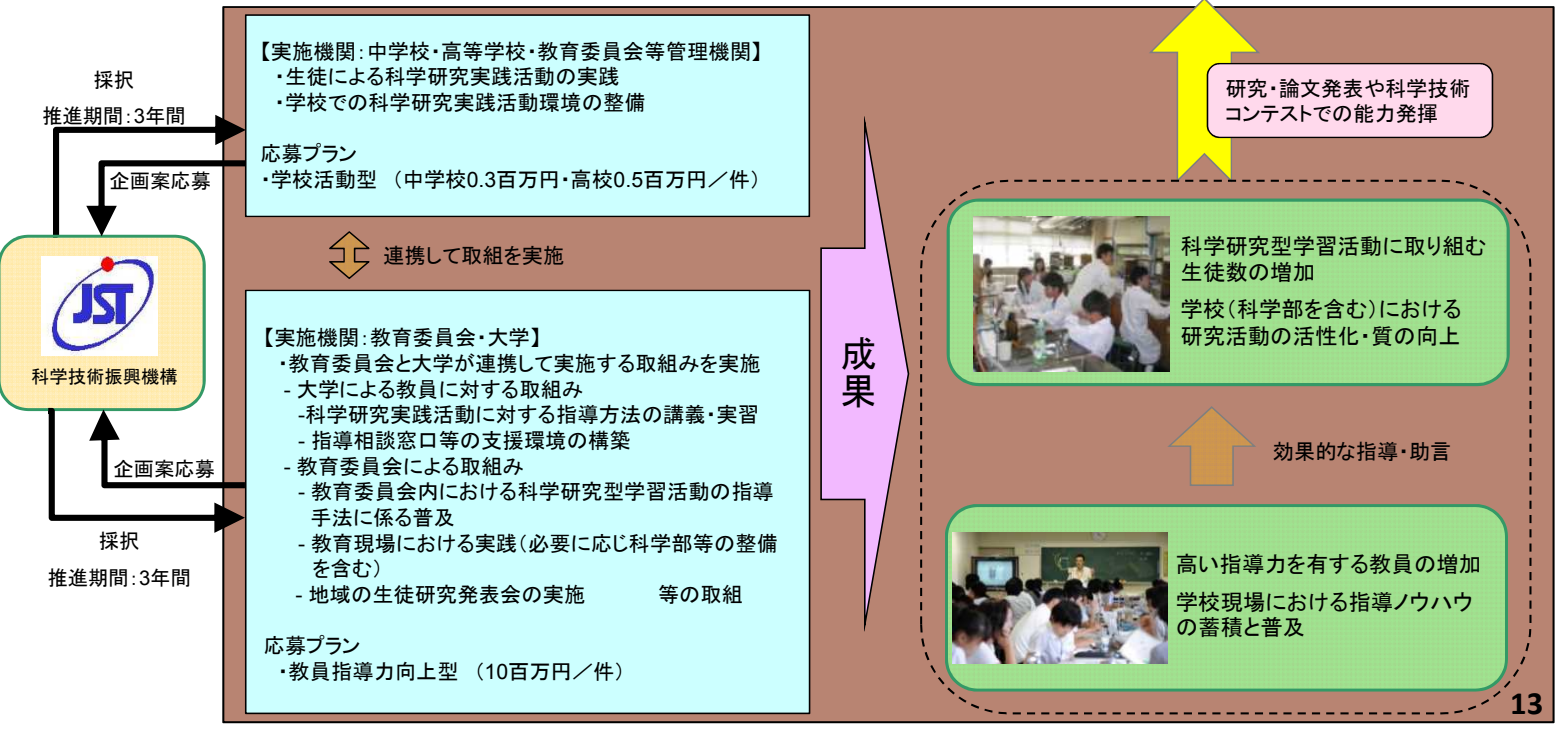 採択
推進期間:3年間
企画案応募
JST
科学技術振興機構
企画案応募
採択
推進期間:3年間
【実施機関:中学校・高等学校・教育委員会等管理機関】
・生徒による科学研究実践活動の実践
・学校での科学研究実践活動環境の整備
応募プラン
・学校活動型 (中学校0.3百万円・高校0.5百万円/件)
連携して取組を実施
【実施機関:教育委員会・大学】
・教育委員会と大学が連携して実施する取組みを実施
- 大学による教員に対する取組み
-科学研究実践活動に対する指導方法の講義・実習
- 指導相談窓口等の支援環境の構築
- 教育委員会による取組み
- 教育委員会内における科学研究型学習活動の指導
手法に係る普及
- 教育現場における実践(必要に応じ科学部等の整備
を含む)
- 地域の生徒研究発表会の実施 等の取組
応募プラン
・教員指導力向上型 (10百万円/件)
成果
研究・論文発表や科学技術
コンテストでの能力発揮
科学研究型学習活動に取り組む
生徒数の増加
学校(科学部を含む)における
研究活動の活性化・質の向上
効果的な指導・助言
高い指導力を有する教員の増加
学校現場における指導ノウハウ
の蓄積と普及
13